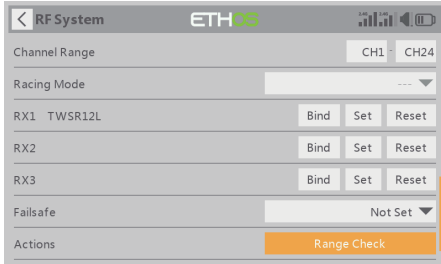 RF System ETHOS
Channel Range CH1 - CH24
Racing Mode ---
RX1 TWSR12L Bind Set Reset
RX2 Bind Set Reset
RX3 Bind Set Reset
Failsafe Not Set
Actions Range Check